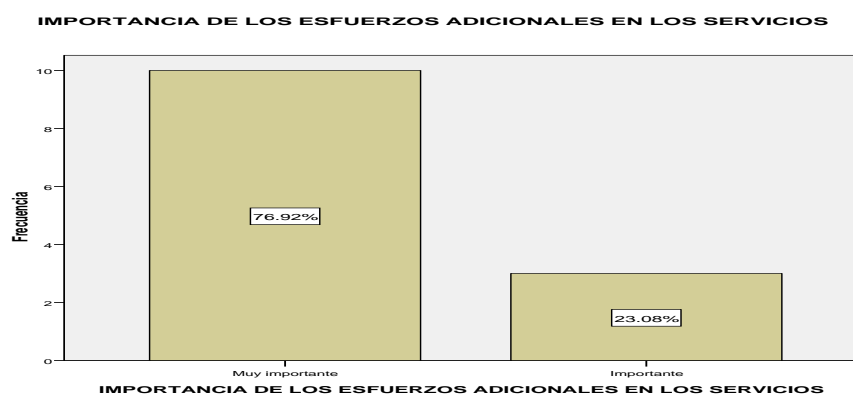 IMPORTANCIA DE LOS ESFUERZOS ADICIONALES EN LOS SERVICIOS
10
8
6
4
2
0
Frecuencia
76.92%
23.08%
Muy importante
Importante
IMPORTANCIA DE LOS ESFUERZOS ADICIONALES EN LOS SERVICIOS